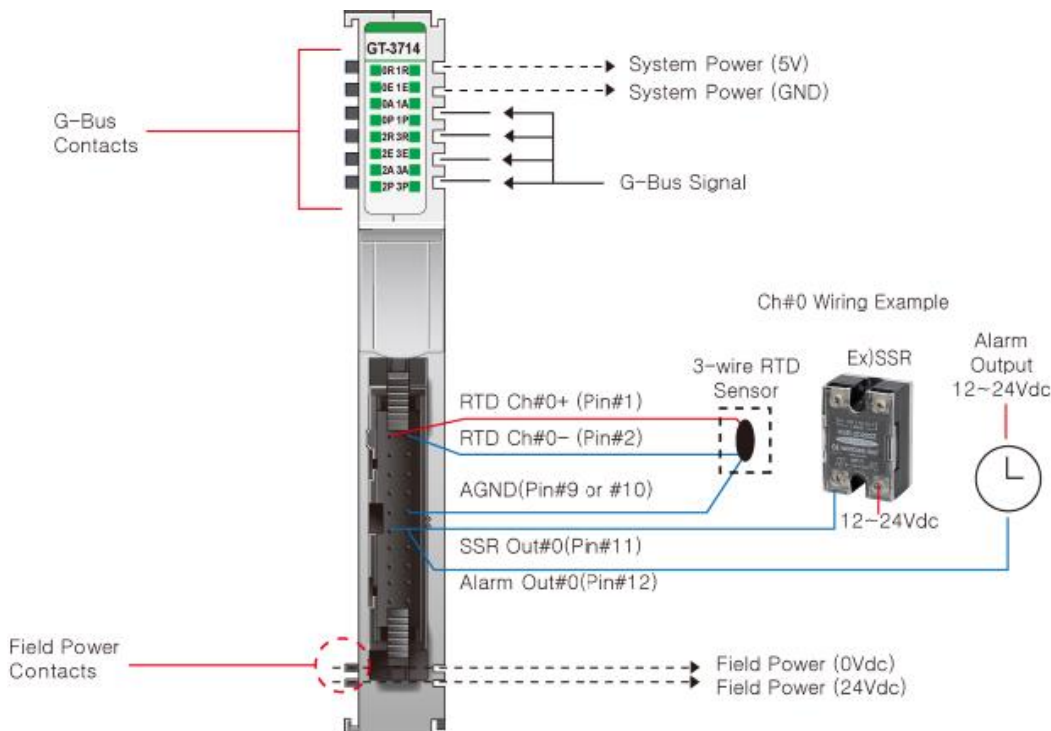 GT-3714
0R 1R
0E 1E
0A 1A
0P 1P
2R 3R
2E 3E
2A 3A
2P 3P
G-Bus
Contacts
System Power (5V)
System Power (GND)
G-Bus Signal
Ch#0 Wiring Example
Ex)SSR
Alarm
Output
12~24Vdc
3-wire RTD
Sensor
RTD Ch#0+ (Pin#1)
RTD Ch#0- (Pin#2)
AGND(Pin#9 or #10)
12~24Vdc
SSR Out#0(Pin#11)
Alarm Out#0(Pin#12)
Field Power
Contacts
Field Power (0Vdc)
Field Power (24Vdc)